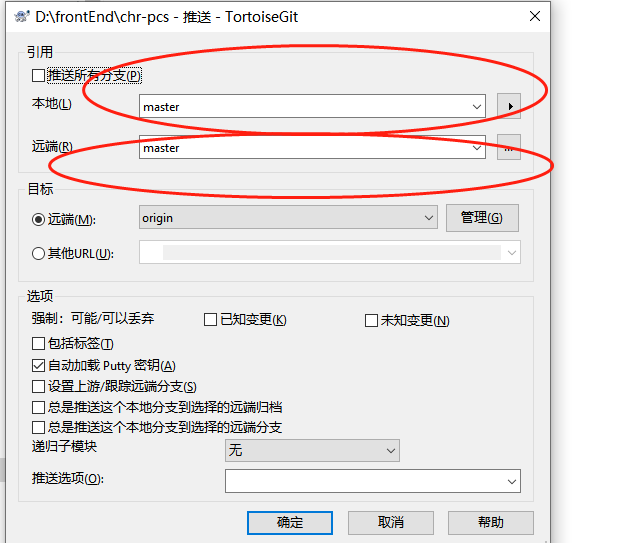 D:\frontEnd\chr-pcs - 推送 - TortoiseGit
引用
推送所有分支(P)
本地(L) master
远端(R) master ...
目标
远端(M): origin 管理(G)
其他URL(U):
选项
强制：可能/可以丢弃 已知变更(K) 未知变更(N)
包括标签(T)
自动加载 Putty 密钥(A)
设置上游/跟踪远端分支(S)
总是推送这个本地分支到选择的远端归档
总是推送这个本地分支到选择的远端分支
递归子模块 无
推送选项(O):
确定 取消 帮助